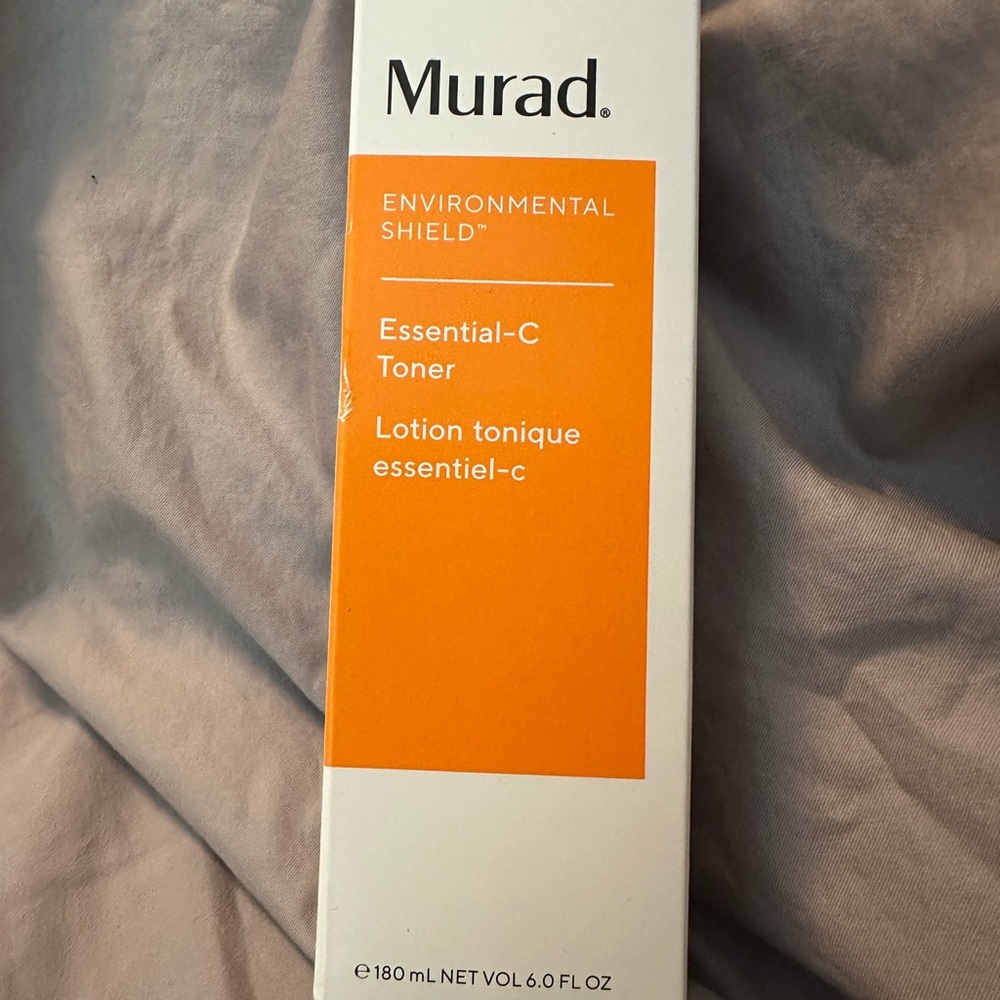 Murad®
ENVIRONMENTAL
SHIELD™
Essential-C
Toner
Lotion tonique
essentiel-c
℮ 180 mL NET VOL 6.0 FL OZ